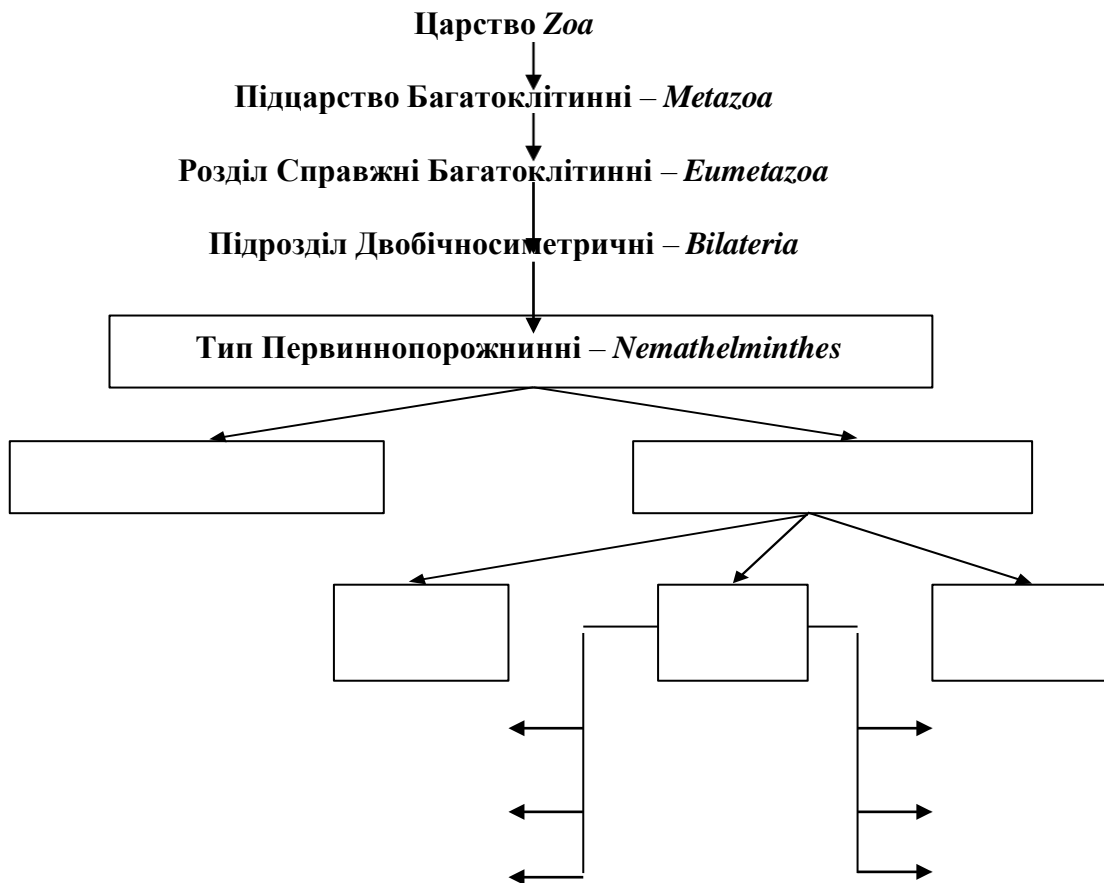 Царство Zoa
Підцарство Багатоклітинні – Metazoa
Розділ Справжні Багатоклітинні – Eumetazoa
Підрозділ Двобічносиметричні – Bilateria
Тип Первиннопорожнинні – Nemathelminthes